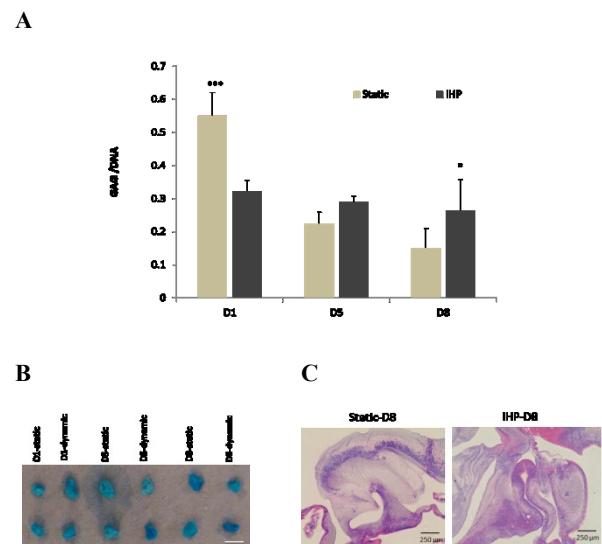 A
0.7
***
Static
IHP
0.6
0.5
GAG/DNA
0.4
*
0.3
0.2
0.1
0
D1
D5
D8
B
D1-static
D1-dynamic
D5-static
D5-dynamic
D8-static
D8-dynamic
C
Static-D8
IHP-D8
250 µm
250 µm